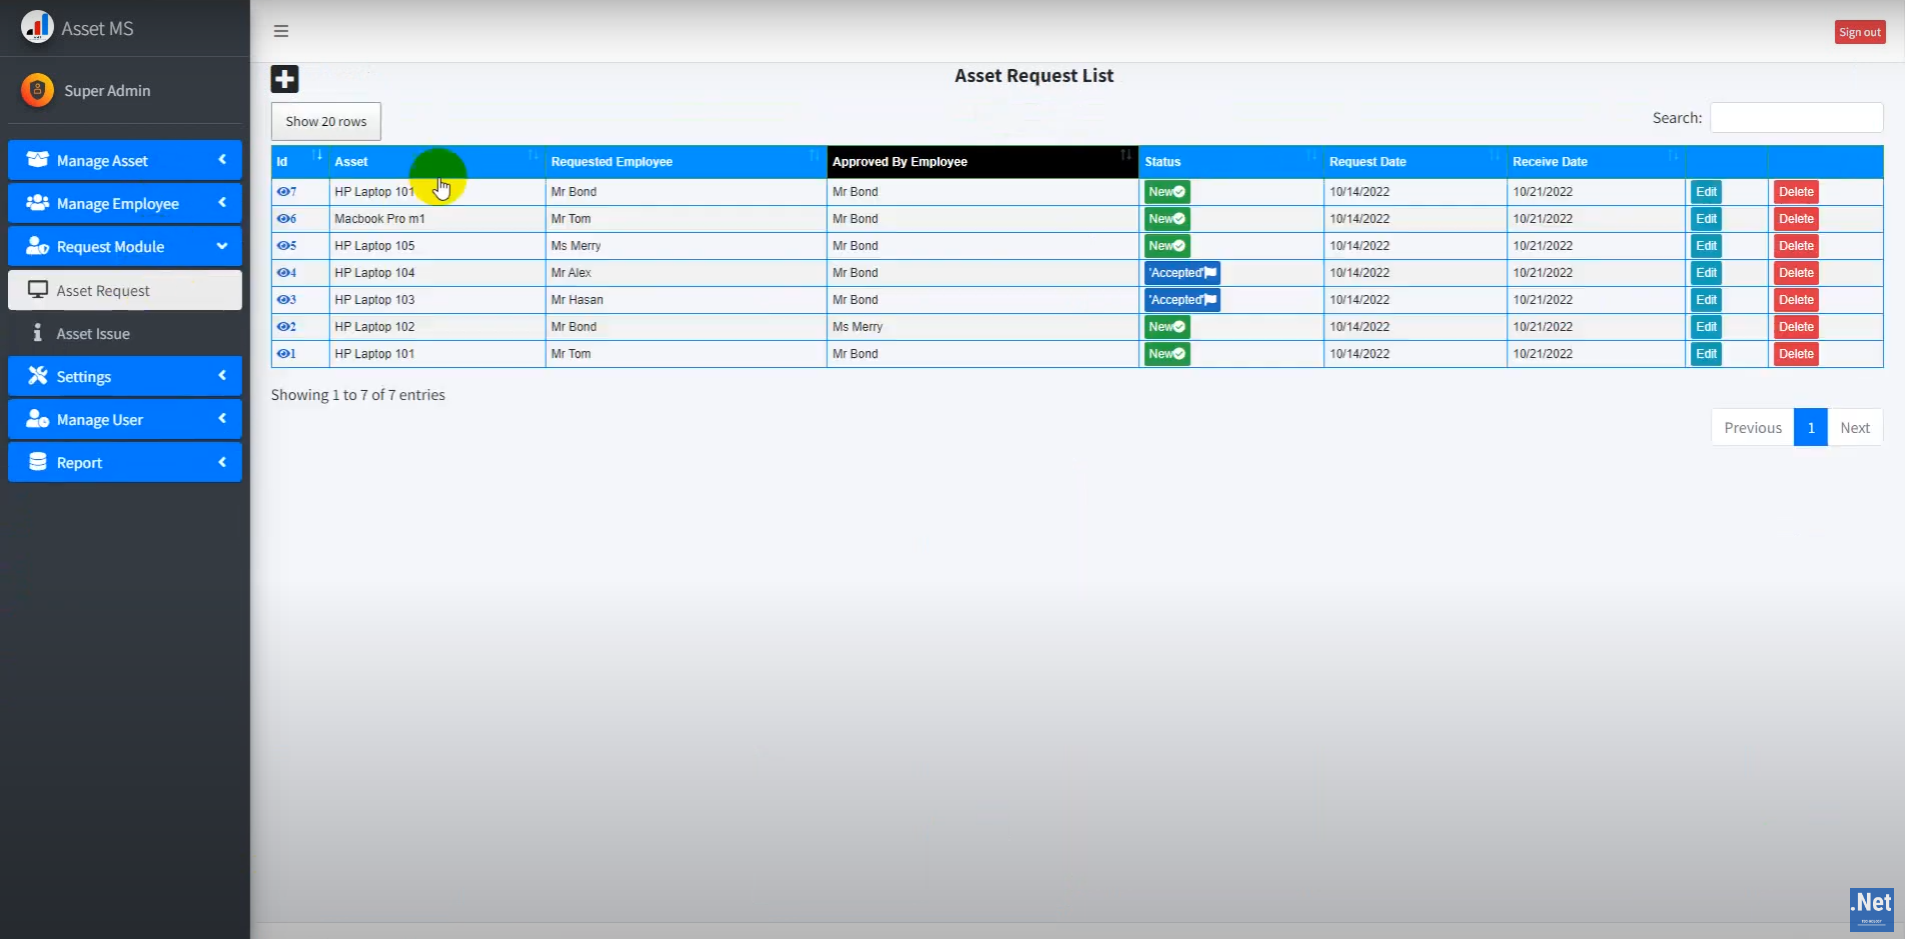 Asset MS
Sign out
Super Admin
Asset Request List
Show 20 rows
Search:
Manage Asset
Manage Employee
Request Module
Asset Request
Asset Issue
Settings
Manage User
Report
Id Asset Requested Employee Approved By Employee Status Request Date Receive Date
7 HP Laptop 101 Mr Bond Mr Bond New 10/14/2022 10/21/2022 Edit Delete
6 Macbook Pro m1 Mr Tom Mr Bond New 10/14/2022 10/21/2022 Edit Delete
5 HP Laptop 105 Ms Merry Mr Bond New 10/14/2022 10/21/2022 Edit Delete
4 HP Laptop 104 Mr Alex Mr Bond 'Accepted' 10/14/2022 10/21/2022 Edit Delete
3 HP Laptop 103 Mr Hasan Mr Bond 'Accepted' 10/14/2022 10/21/2022 Edit Delete
2 HP Laptop 102 Mr Bond Ms Merry New 10/14/2022 10/21/2022 Edit Delete
1 HP Laptop 101 Mr Tom Mr Bond New 10/14/2022 10/21/2022 Edit Delete
Showing 1 to 7 of 7 entries
Previous 1 Next
.Net